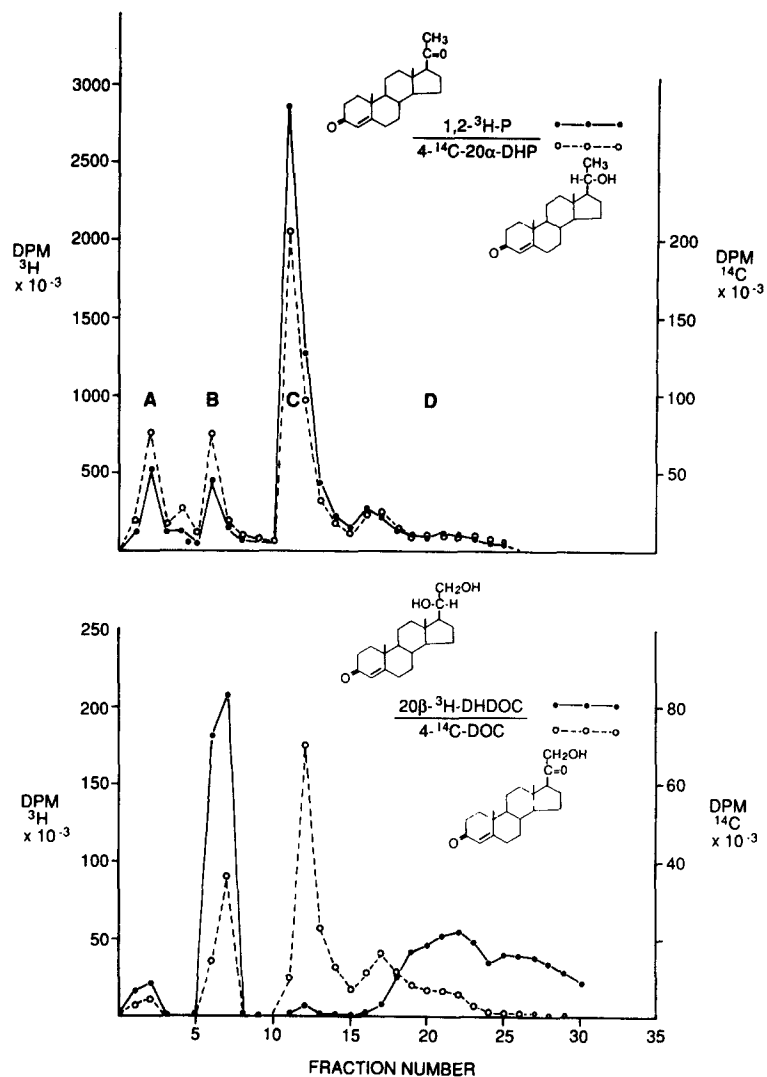 CH₃
C=O
O
3000
2500
2000
1500
1000
500
DPM
³H
x 10⁻³
1,2-³H-P
4-¹⁴C-20α-DHP
CH₃
H-C-OH
O
200
150
100
50
DPM
¹⁴C
x 10⁻³
A
B
C
D
CH₂OH
HO-C-H
O
250
200
150
100
50
DPM
³H
x 10⁻³
20β-³H-DHDOC
4-¹⁴C-DOC
CH₂OH
C=O
O
80
60
40
DPM
¹⁴C
x 10⁻³
5 10 15 20 25 30 35
FRACTION NUMBER